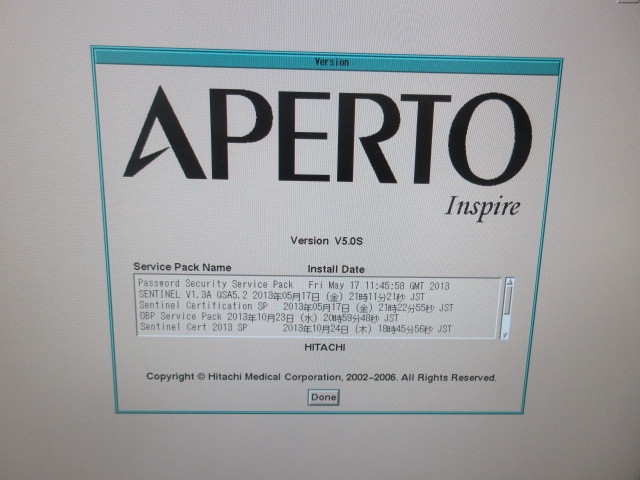 Version
APERTO
Inspire
Version V5.0S
Service Pack Name Install Date
Password Security Service Pack Fri May 17 11:45:58 GMT 2013
SENTINEL V1.3A QSA5.2 2013年05月17日 (金) 21時11分21秒 JST
Sentinel Certification SP 2013年05月17日 (金) 21時22分55秒 JST
OBP Service Pack 2013年10月23日 (水) 20時59分48秒 JST
Sentinel Cert 2013 SP 2013年10月24日 (木) 18時45分56秒 JST
HITACHI
Copyright © Hitachi Medical Corporation, 2002-2006. All Rights Reserved.
Done